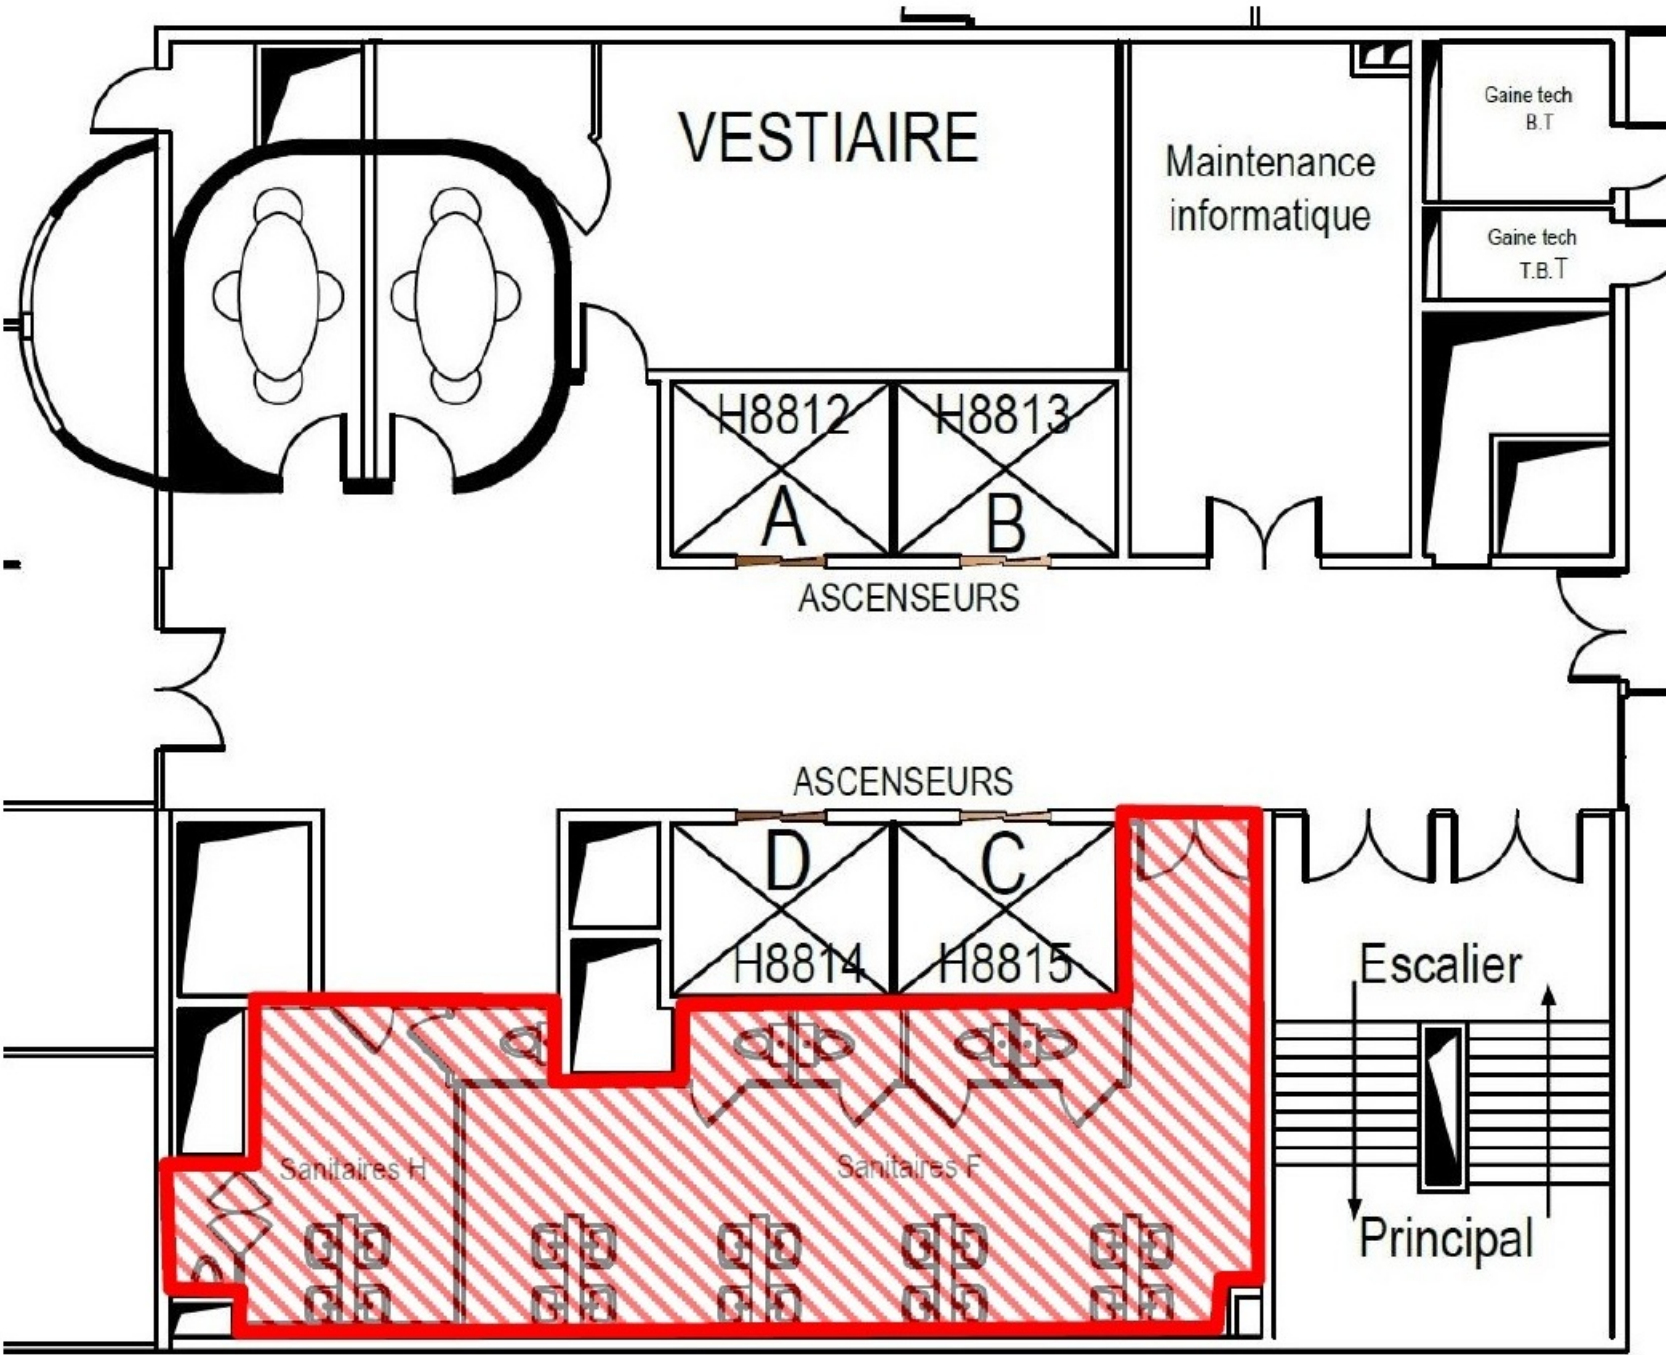 Gaine tech
B.T
VESTIAIRE
Maintenance
informatique
Gaine tech
T.B.T
H8812
H8813
A
B
ASCENSEURS
ASCENSEURS
D
C
H8814
H8815
Escalier
Sanitaires H
Sanitaires F
Principal